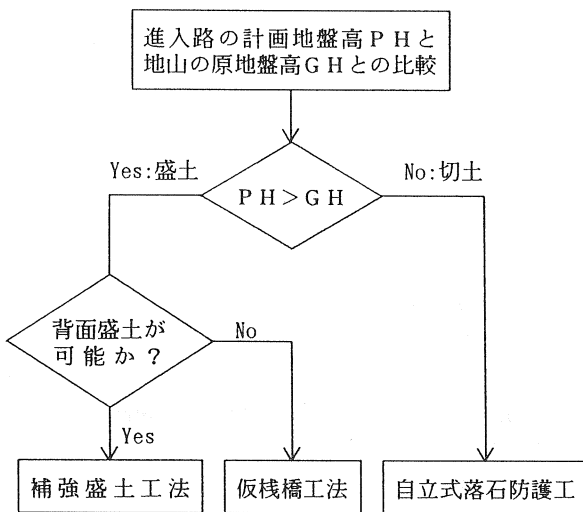 進入路の計画地盤高PHと
地山の原地盤高GHとの比較
Yes:盛土
No:切土
PH＞GH
背面盛土が
可能か？
No
Yes
補強盛土工法
仮桟橋工法
自立式落石防護工